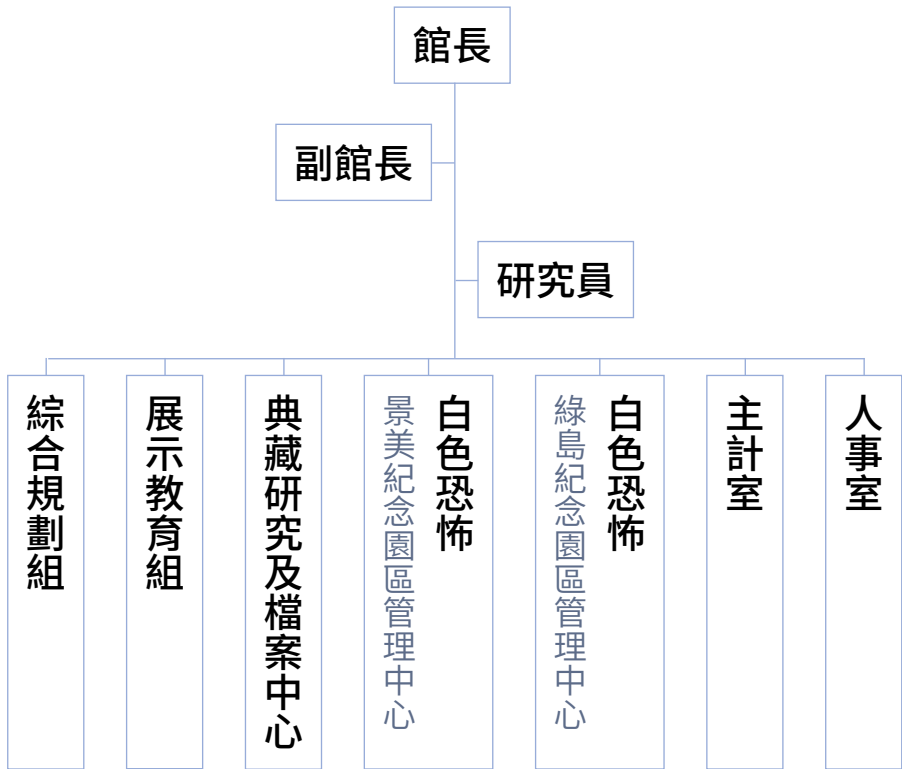 館長
副館長
研究員
綜合規劃組
展示教育組
典藏研究及檔案中心
白色恐怖
景美紀念園區管理中心
白色恐怖
綠島紀念園區管理中心
主計室
人事室